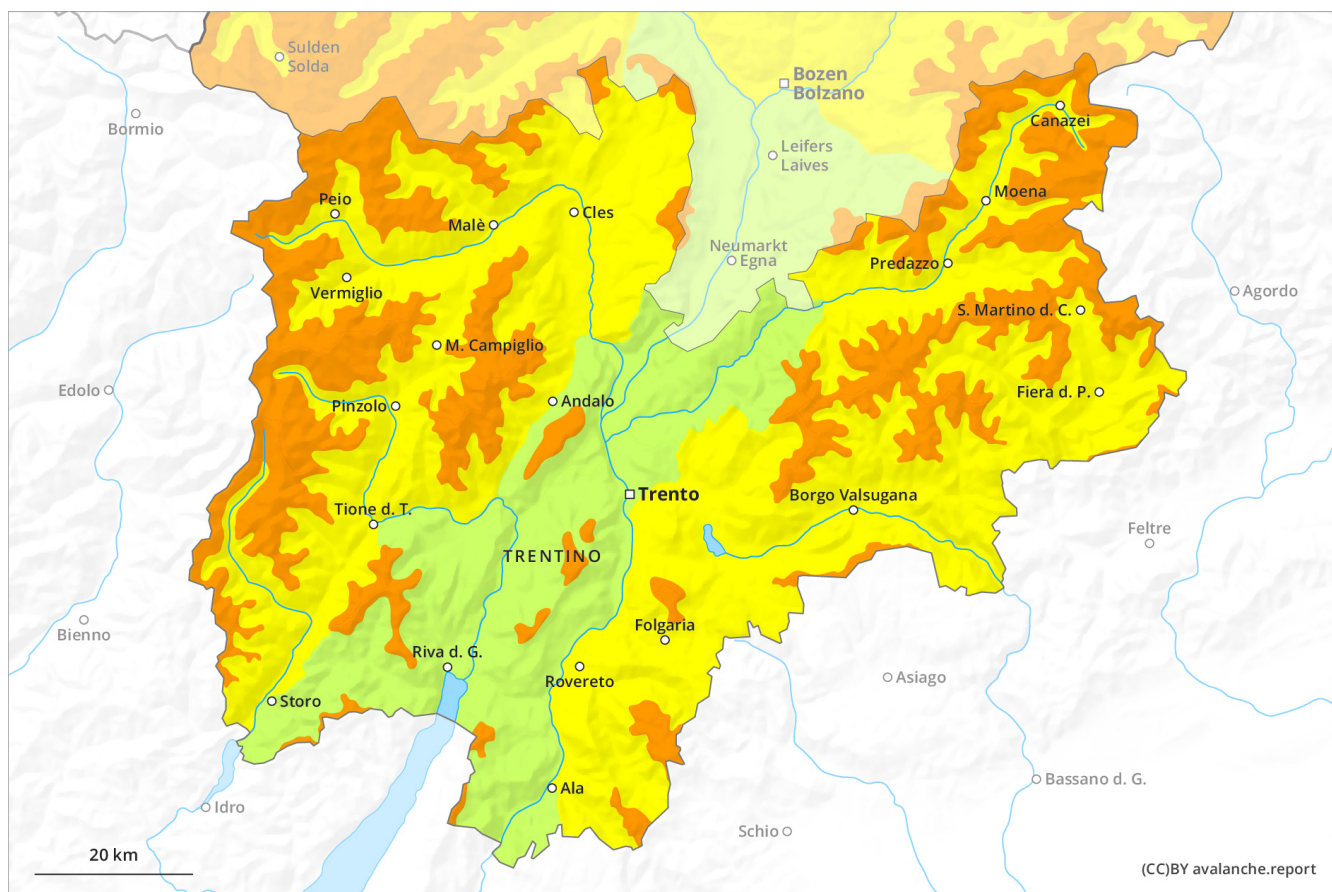 Sulden
Solda
Bozen
Bolzano
Bormio
Canazei
Leifers
Laives
Peio
Moena
Malè
Cles
Neumarkt
Egna
Predazzo
Vermiglio
Agordo
S. Martino d. C.
M. Campiglio
Edolo
Fiera d. P.
Pinzolo
Andalo
Trento
Borgo Valsugana
Tione d. T.
Feltre
TRENTINO
Bienno
Folgaria
Riva d. G.
Rovereto
Asiago
Storo
Bassano d. G.
Ala
Idro
Schio
20 km
(CC)BY avalanche.report